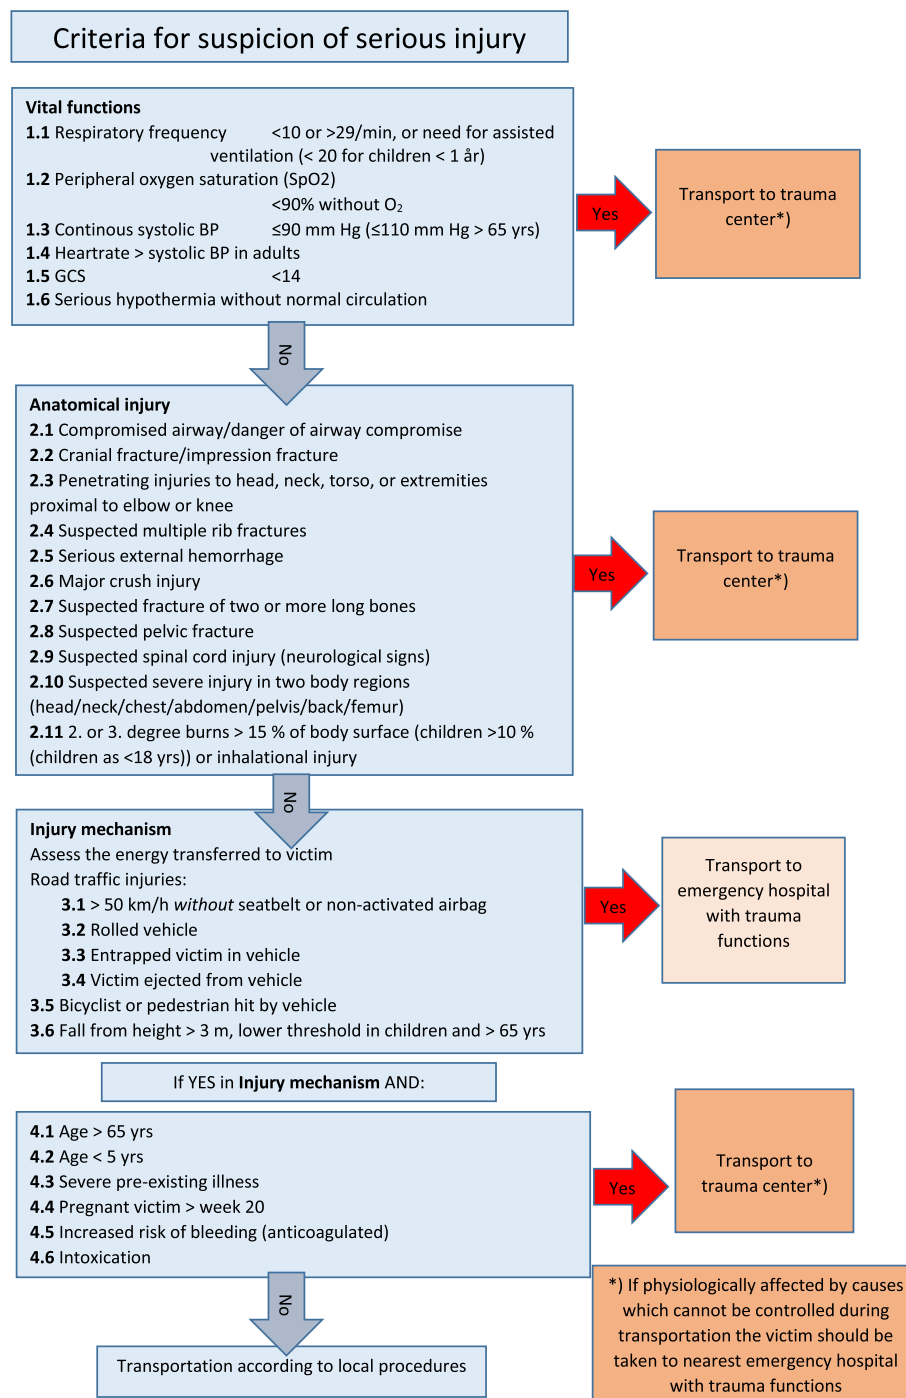 Criteria for suspicion of serious injury
Vital functions
1.1 Respiratory frequency <10 or >29/min, or need for assisted
ventilation (< 20 for children < 1 år)
1.2 Peripheral oxygen saturation (SpO2)
<90% without O2
1.3 Continous systolic BP ≤90 mm Hg (≤110 mm Hg > 65 yrs)
1.4 Heartrate > systolic BP in adults
1.5 GCS <14
1.6 Serious hypothermia without normal circulation
Yes
Transport to trauma
center*)
No
Anatomical injury
2.1 Compromised airway/danger of airway compromise
2.2 Cranial fracture/impression fracture
2.3 Penetrating injuries to head, neck, torso, or extremities
proximal to elbow or knee
2.4 Suspected multiple rib fractures
2.5 Serious external hemorrhage
2.6 Major crush injury
2.7 Suspected fracture of two or more long bones
2.8 Suspected pelvic fracture
2.9 Suspected spinal cord injury (neurological signs)
2.10 Suspected severe injury in two body regions
(head/neck/chest/abdomen/pelvis/back/femur)
2.11 2. or 3. degree burns > 15 % of body surface (children >10 %
(children as <18 yrs)) or inhalational injury
Yes
Transport to trauma
center*)
No
Injury mechanism
Assess the energy transferred to victim
Road traffic injuries:
3.1 > 50 km/h without seatbelt or non-activated airbag
3.2 Rolled vehicle
3.3 Entrapped victim in vehicle
3.4 Victim ejected from vehicle
3.5 Bicyclist or pedestrian hit by vehicle
3.6 Fall from height > 3 m, lower threshold in children and > 65 yrs
Yes
Transport to
emergency hospital
with trauma
functions
If YES in Injury mechanism AND:
4.1 Age > 65 yrs
4.2 Age < 5 yrs
4.3 Severe pre-existing illness
4.4 Pregnant victim > week 20
4.5 Increased risk of bleeding (anticoagulated)
4.6 Intoxication
Yes
Transport to
trauma center*)
No
Transportation according to local procedures
*) If physiologically affected by causes
which cannot be controlled during
transportation the victim should be
taken to nearest emergency hospital
with trauma functions